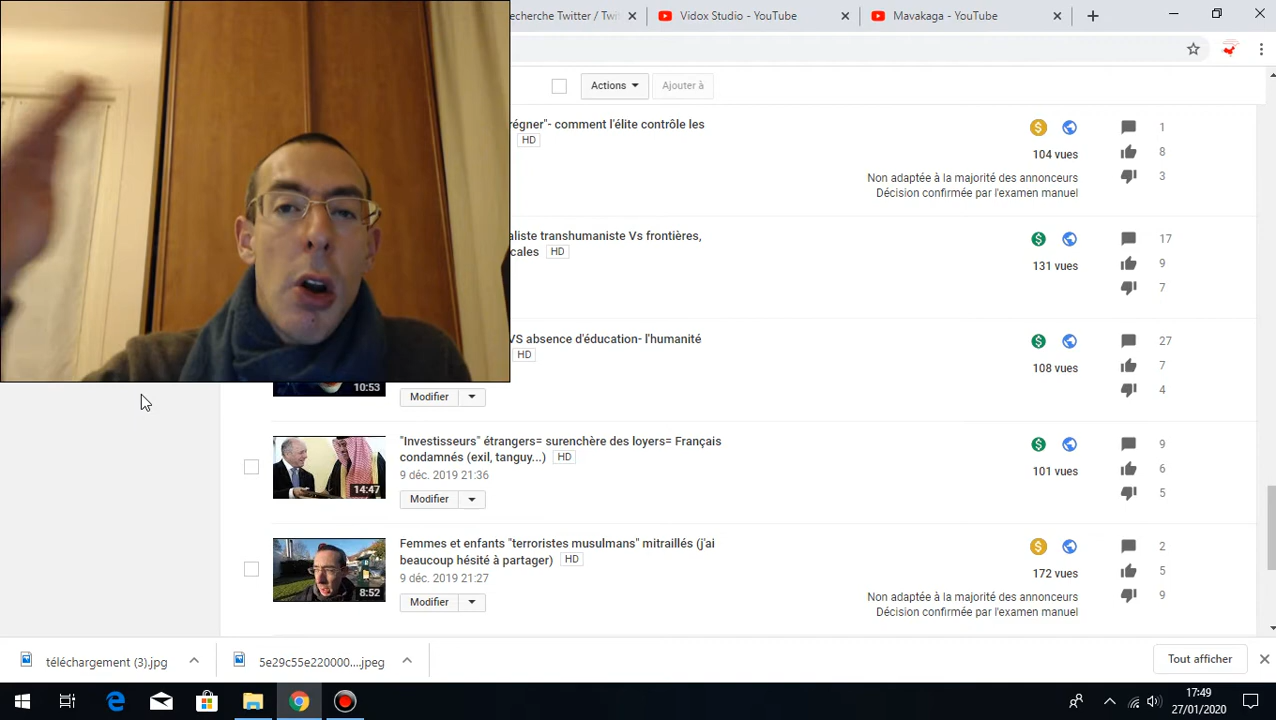 echerche Twitter / Twi
Vidox Studio - YouTube
Mavakaga - YouTube
Actions
Ajouter à
régner"- comment l'élite contrôle les
HD
104 vues
Non adaptée à la majorité des annonceurs
Décision confirmée par l'examen manuel
1
8
3
aliste transhumaniste Vs frontières,
cales HD
131 vues
17
9
7
VS absence d'éducation- l'humanité
HD
108 vues
27
7
4
10:53
Modifier
"Investisseurs" étrangers= surenchère des loyers= Français
condamnés (exil, tanguy...) HD
9 déc. 2019 21:36
14:47
Modifier
101 vues
9
6
5
Femmes et enfants "terroristes musulmans" mitraillés (j'ai
beaucoup hésité à partager) HD
9 déc. 2019 21:27
8:52
Modifier
172 vues
Non adaptée à la majorité des annonceurs
Décision confirmée par l'examen manuel
2
5
9
téléchargement (3).jpg
5e29c55e220000....jpeg
Tout afficher
17:49
27/01/2020